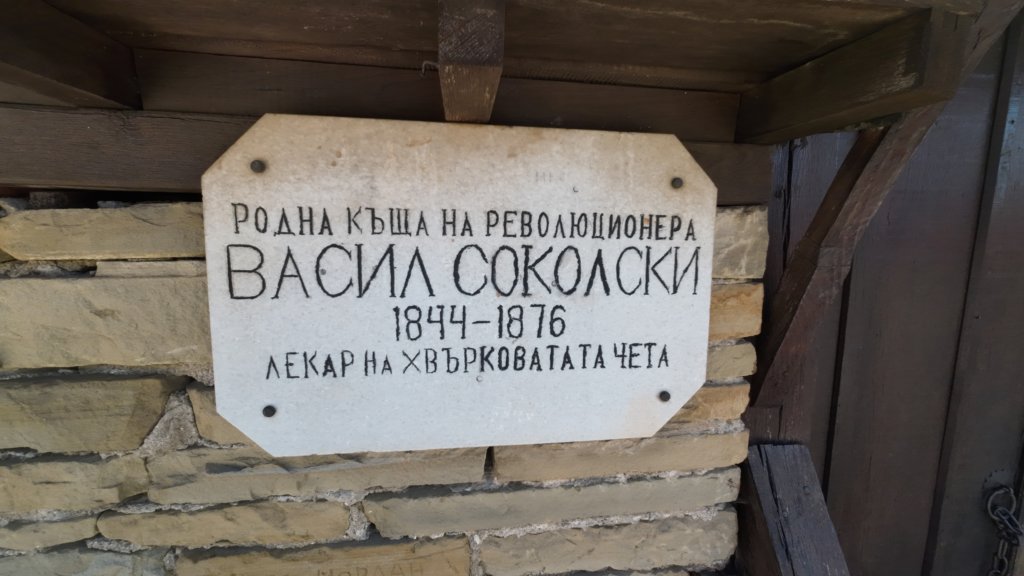 РОДНА КЪЩА НА РЕВОЛЮЦИОНЕРА
ВАСИЛ СОКОЛСКИ
1844-1876
ЛЕКАР НА ХВЪРКОВАТАТА ЧЕТА